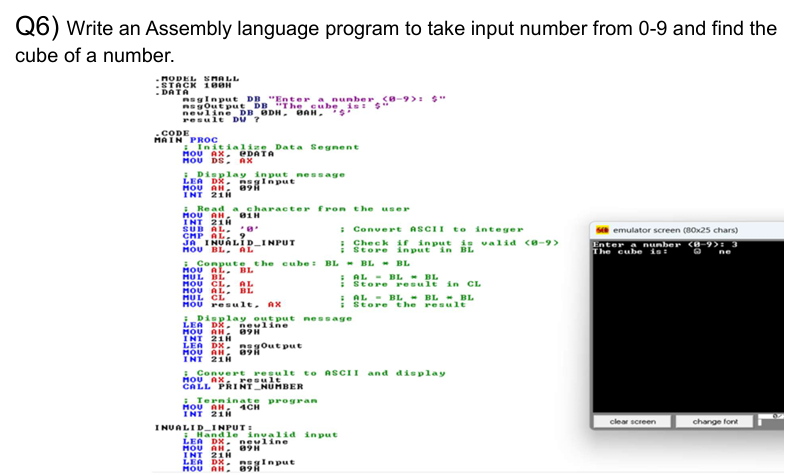 Q6) Write an Assembly language program to take input number from 0-9 and find the
cube of a number.
.MODEL SMALL
.STACK 100H
.DATA
msgInput DB "Enter a number (0-9): $"
msgOutput DB "The cube is: $"
newline DB 0DH, 0AH, '$'
result DW ?
.CODE
MAIN PROC
; Initialize Data Segment
MOV AX, @DATA
MOV DS, AX
; Display input message
LEA DX, msgInput
MOV AH, 09H
INT 21H
; Read a character from the user
MOV AH, 01H
INT 21H
SUB AL, '0' ; Convert ASCII to integer
CMP AL, 9
JA INVALID_INPUT ; Check if input is valid (0-9)
MOV BL, AL ; Store input in BL
; Compute the cube: BL * BL * BL
MOV AL, BL
MUL BL ; AL = BL * BL
MOV CL, AL ; Store result in CL
MOV AL, BL
MUL CL ; AL = BL * BL * BL
MOV result, AX ; Store the result
; Display output message
LEA DX, newline
MOV AH, 09H
INT 21H
LEA DX, msgOutput
MOV AH, 09H
INT 21H
; Convert result to ASCII and display
MOV AX, result
CALL PRINT_NUMBER
; Terminate program
MOV AH, 4CH
INT 21H
INVALID_INPUT:
; Handle invalid input
LEA DX, newline
MOV AH, 09H
INT 21H
LEA DX, msgInput
MOV AH, 09H
emulator screen (80x25 chars)
Enter a number (0-9): 3
The cube is: ☺ ne
clear screen change font